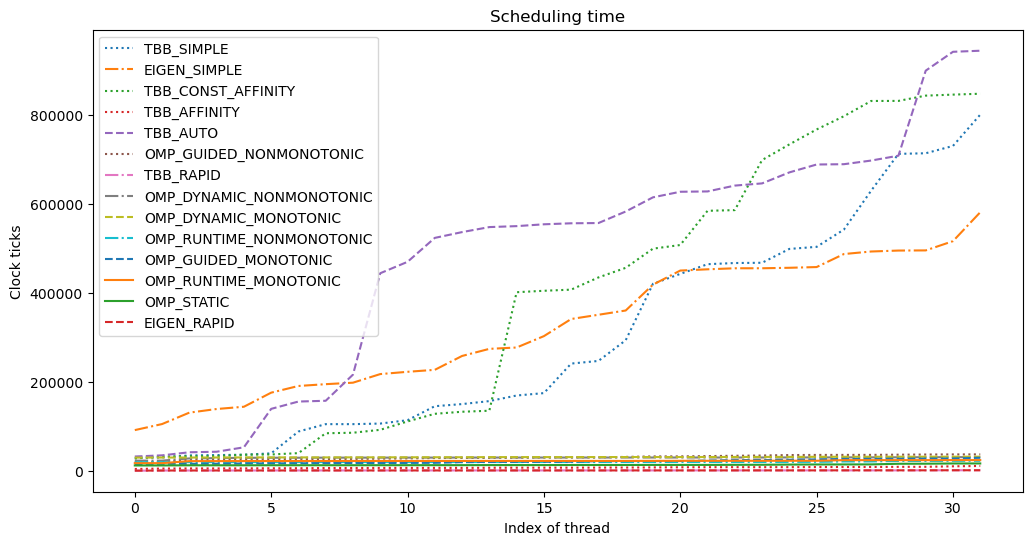 Scheduling time
TBB_SIMPLE
EIGEN_SIMPLE
TBB_CONST_AFFINITY
TBB_AFFINITY
TBB_AUTO
OMP_GUIDED_NONMONOTONIC
TBB_RAPID
OMP_DYNAMIC_NONMONOTONIC
OMP_DYNAMIC_MONOTONIC
OMP_RUNTIME_NONMONOTONIC
OMP_GUIDED_MONOTONIC
OMP_RUNTIME_MONOTONIC
OMP_STATIC
EIGEN_RAPID
Clock ticks
800000
600000
400000
200000
0
0 5 10 15 20 25 30
Index of thread